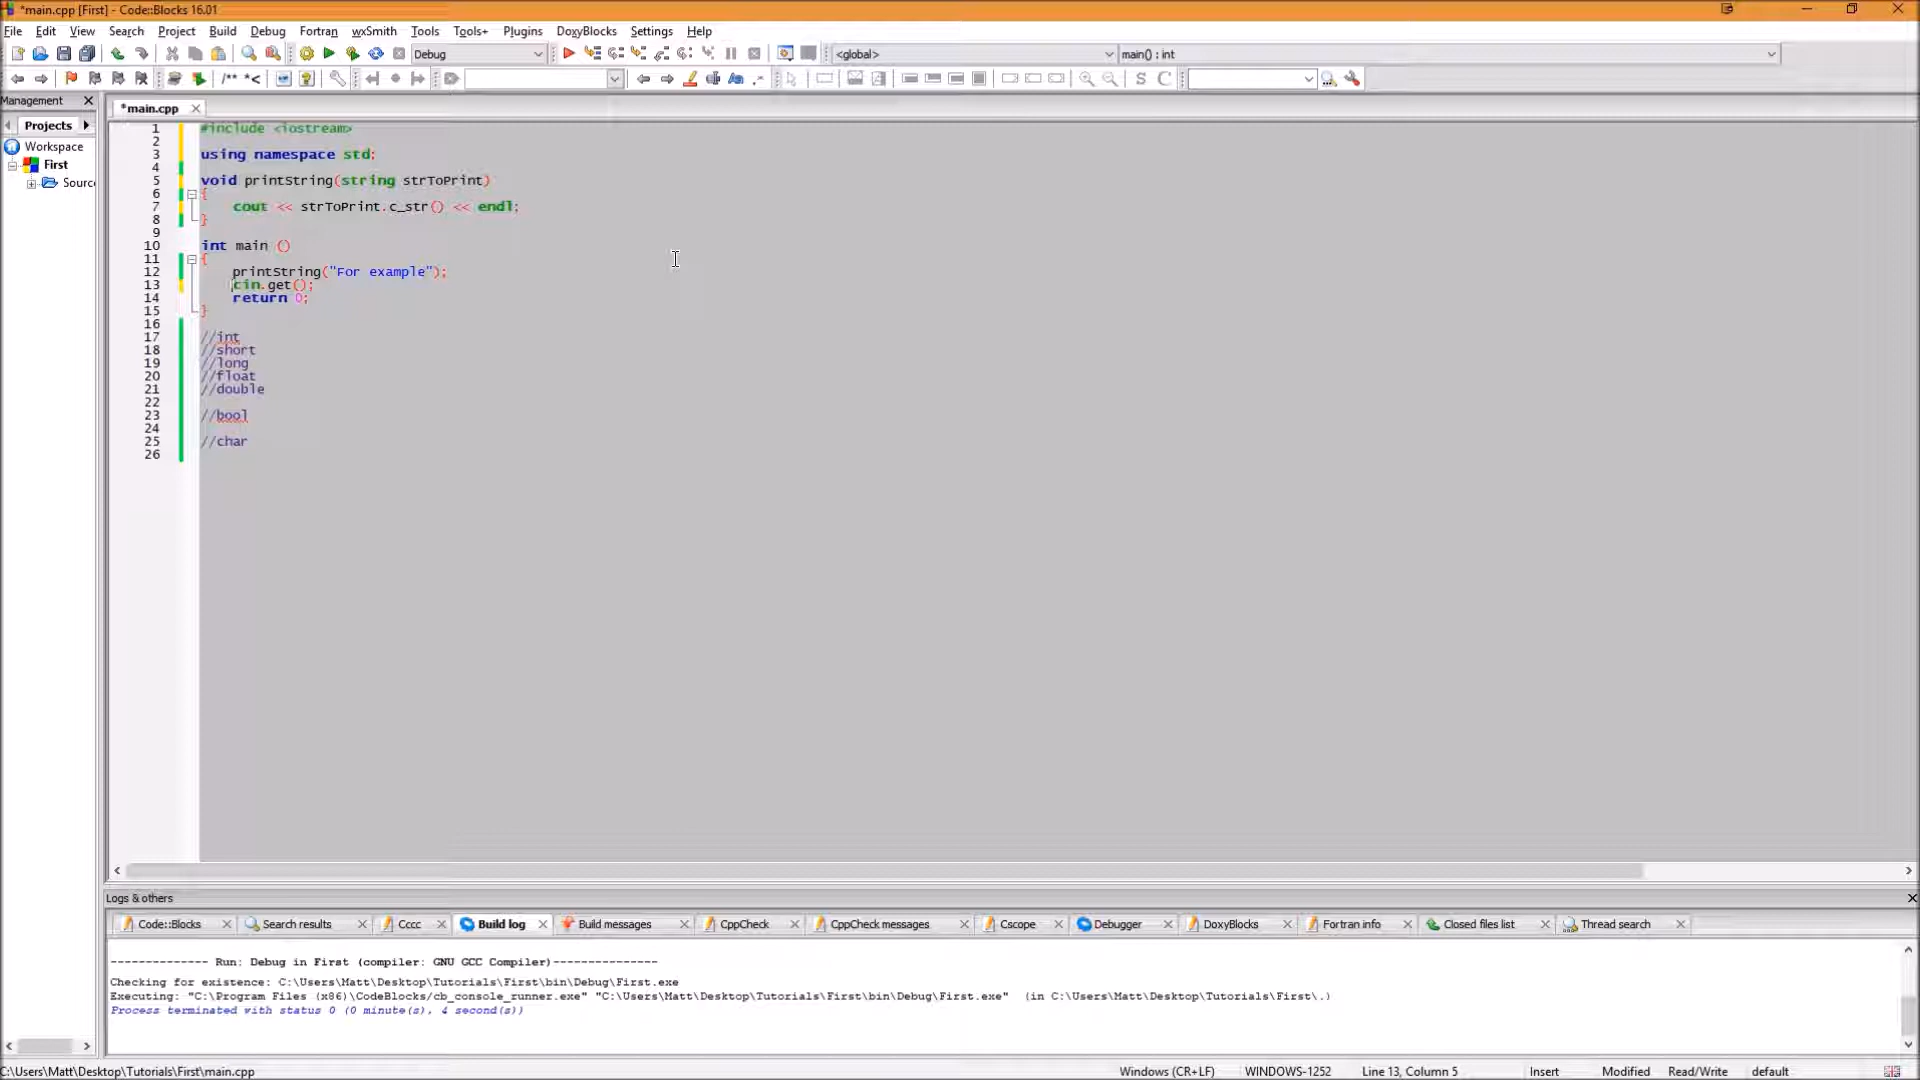 *main.cpp [First] - Code::Blocks 16.01
File Edit View Search Project Build Debug Fortran wxSmith Tools Tools+ Plugins DoxyBlocks Settings Help
Debug <global> main() : int
/** *< S C
Management
*main.cpp
Projects
Workspace
First
Sourc
1 #include <iostream>
2
3 using namespace std;
4
5 void printString(string strToPrint)
6 {
7 cout << strToPrint.c_str() << endl;
8 }
9
10 int main ()
11 {
12 printString("For example");
13 cin.get();
14 return 0;
15 }
16
17 //int
18 //short
19 //long
20 //float
21 //double
22
23 //bool
24
25 //char
26
Logs & others
Code::Blocks Search results Cccc Build log Build messages CppCheck CppCheck messages Cscope Debugger DoxyBlocks Fortran info Closed files list Thread search
-------------- Run: Debug in First (compiler: GNU GCC Compiler)---------------
Checking for existence: C:\Users\Matt\Desktop\Tutorials\First\bin\Debug\First.exe
Executing: "C:\Program Files (x86)\CodeBlocks/cb_console_runner.exe" "C:\Users\Matt\Desktop\Tutorials\First\bin\Debug\First.exe" (in C:\Users\Matt\Desktop\Tutorials\First\.)
Process terminated with status 0 (0 minute(s), 4 second(s))
C:\Users\Matt\Desktop\Tutorials\First\main.cpp Windows (CR+LF) WINDOWS-1252 Line 13, Column 5 Insert Modified Read/Write default